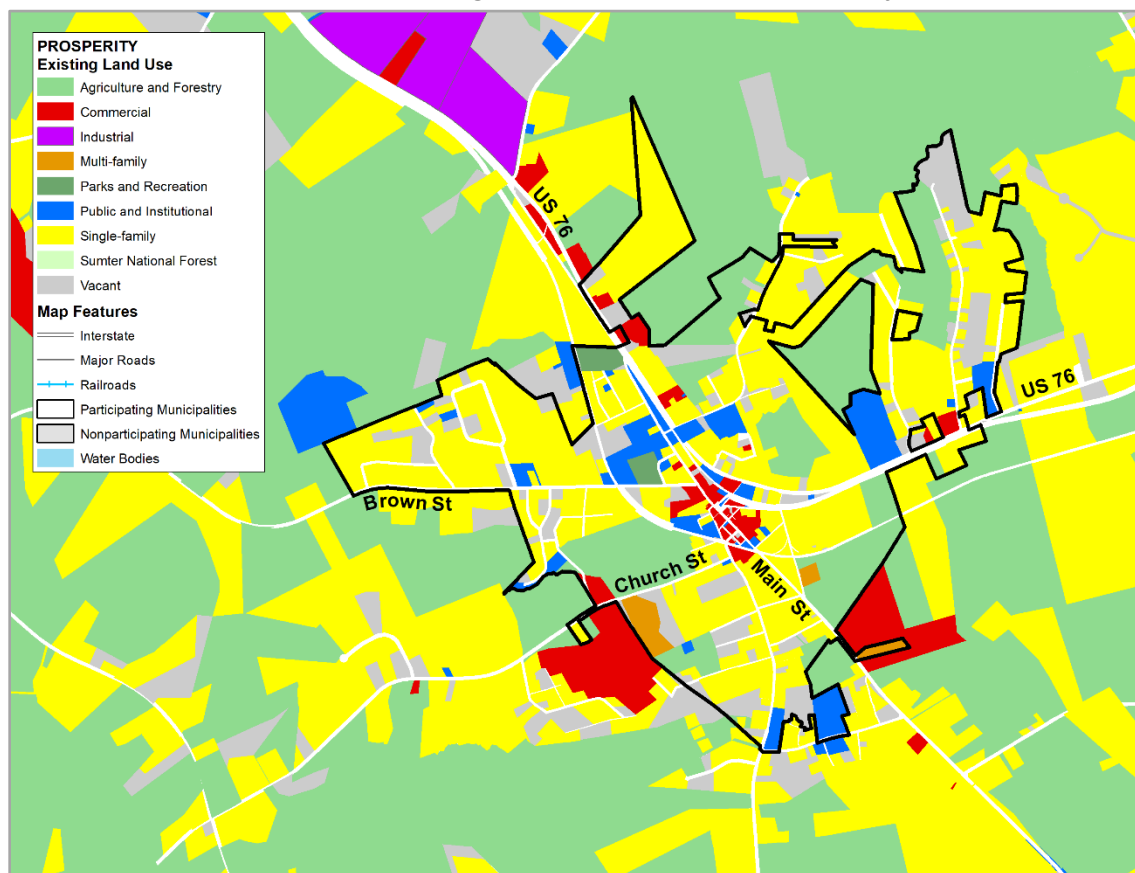 PROSPERITY
Existing Land Use
Agriculture and Forestry
Commercial
Industrial
Multi-family
Parks and Recreation
Public and Institutional
Single-family
Sumter National Forest
Vacant
Map Features
Interstate
Major Roads
Railroads
Participating Municipalities
Nonparticipating Municipalities
Water Bodies
US 76
US 76
Brown St
Church St
Main St